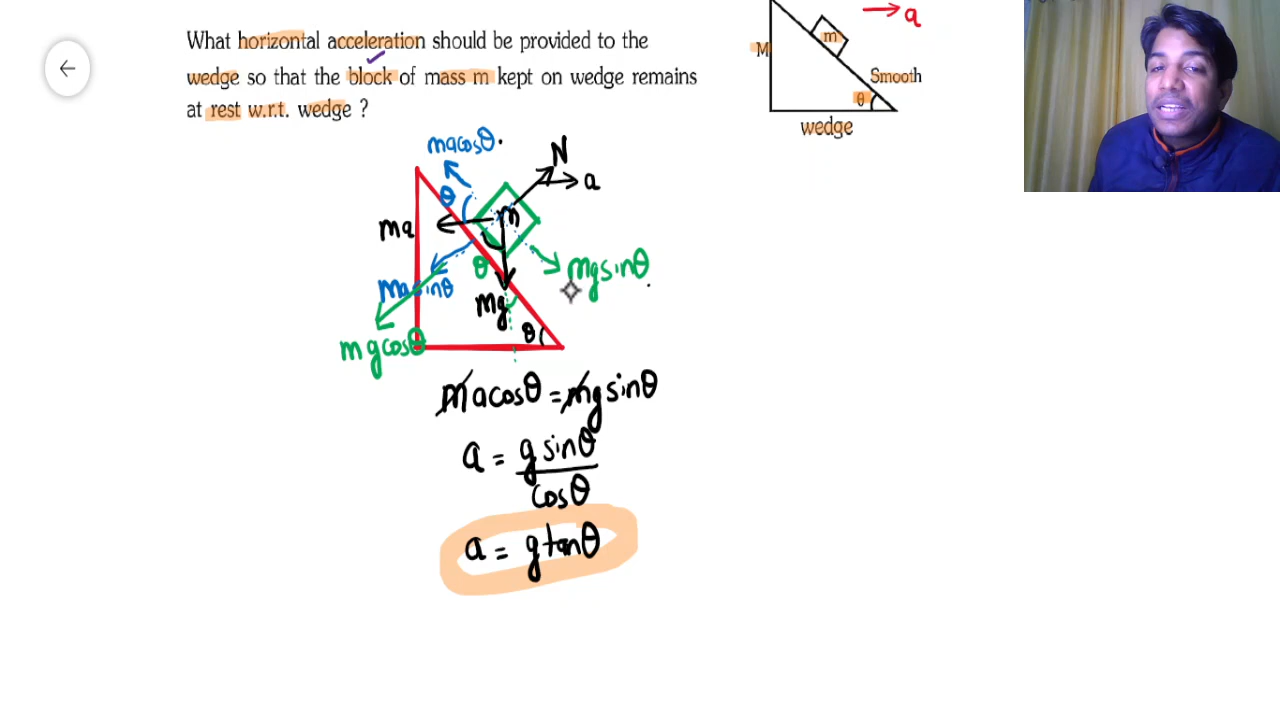 What horizontal acceleration should be provided to the
wedge so that the block of mass m kept on wedge remains
at rest w.r.t. wedge ?
a
M
m
Smooth
θ
wedge
macosθ.
N
a
θ
m
ma
θ
mgsinθ
masinθ
mg
θ
mgcosθ
macosθ = mgsinθ
a = gsinθ
cosθ
a = gtanθ